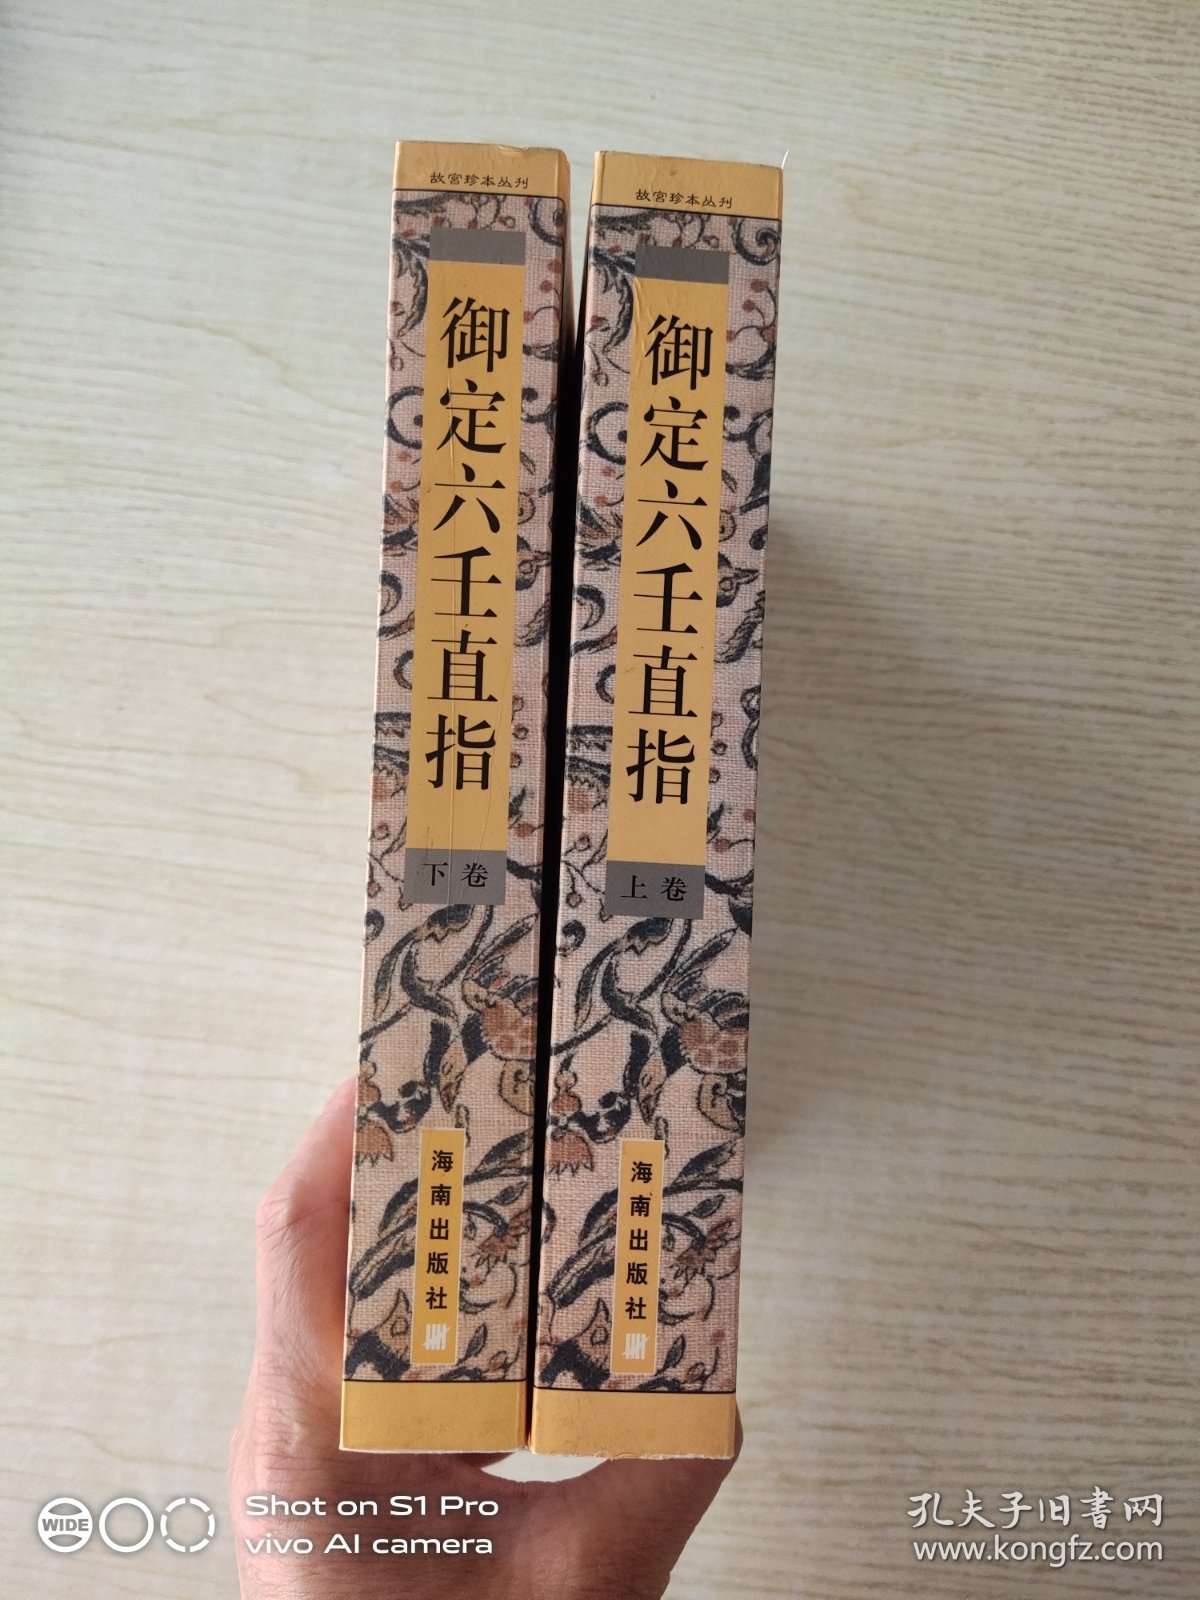 故宫珍本丛刊
御定六壬直指
下卷
海南出版社
故宫珍本丛刊
御定六壬直指
上卷
海南出版社
WIDE
Shot on S1 Pro
vivo AI camera
孔夫子旧書网
www.kongfz.com